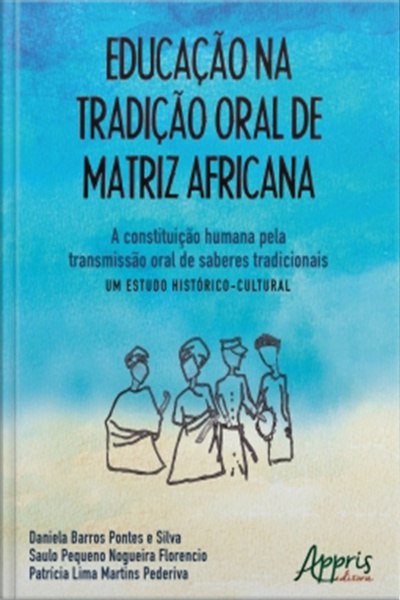 EDUCAÇÃO NA
TRADIÇÃO ORAL DE
MATRIZ AFRICANA
A constituição humana pela
transmissão oral de saberes tradicionais
UM ESTUDO HISTÓRICO-CULTURAL
Daniela Barros Pontes e Silva
Saulo Pequeno Nogueira Florencio
Patrícia Lima Martins Pederiva
Appris
editora